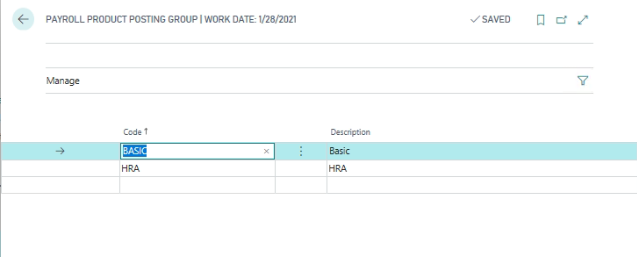 PAYROLL PRODUCT POSTING GROUP | WORK DATE: 1/28/2021 SAVED
Manage
Code ↑ Description
BASIC Basic
HRA HRA